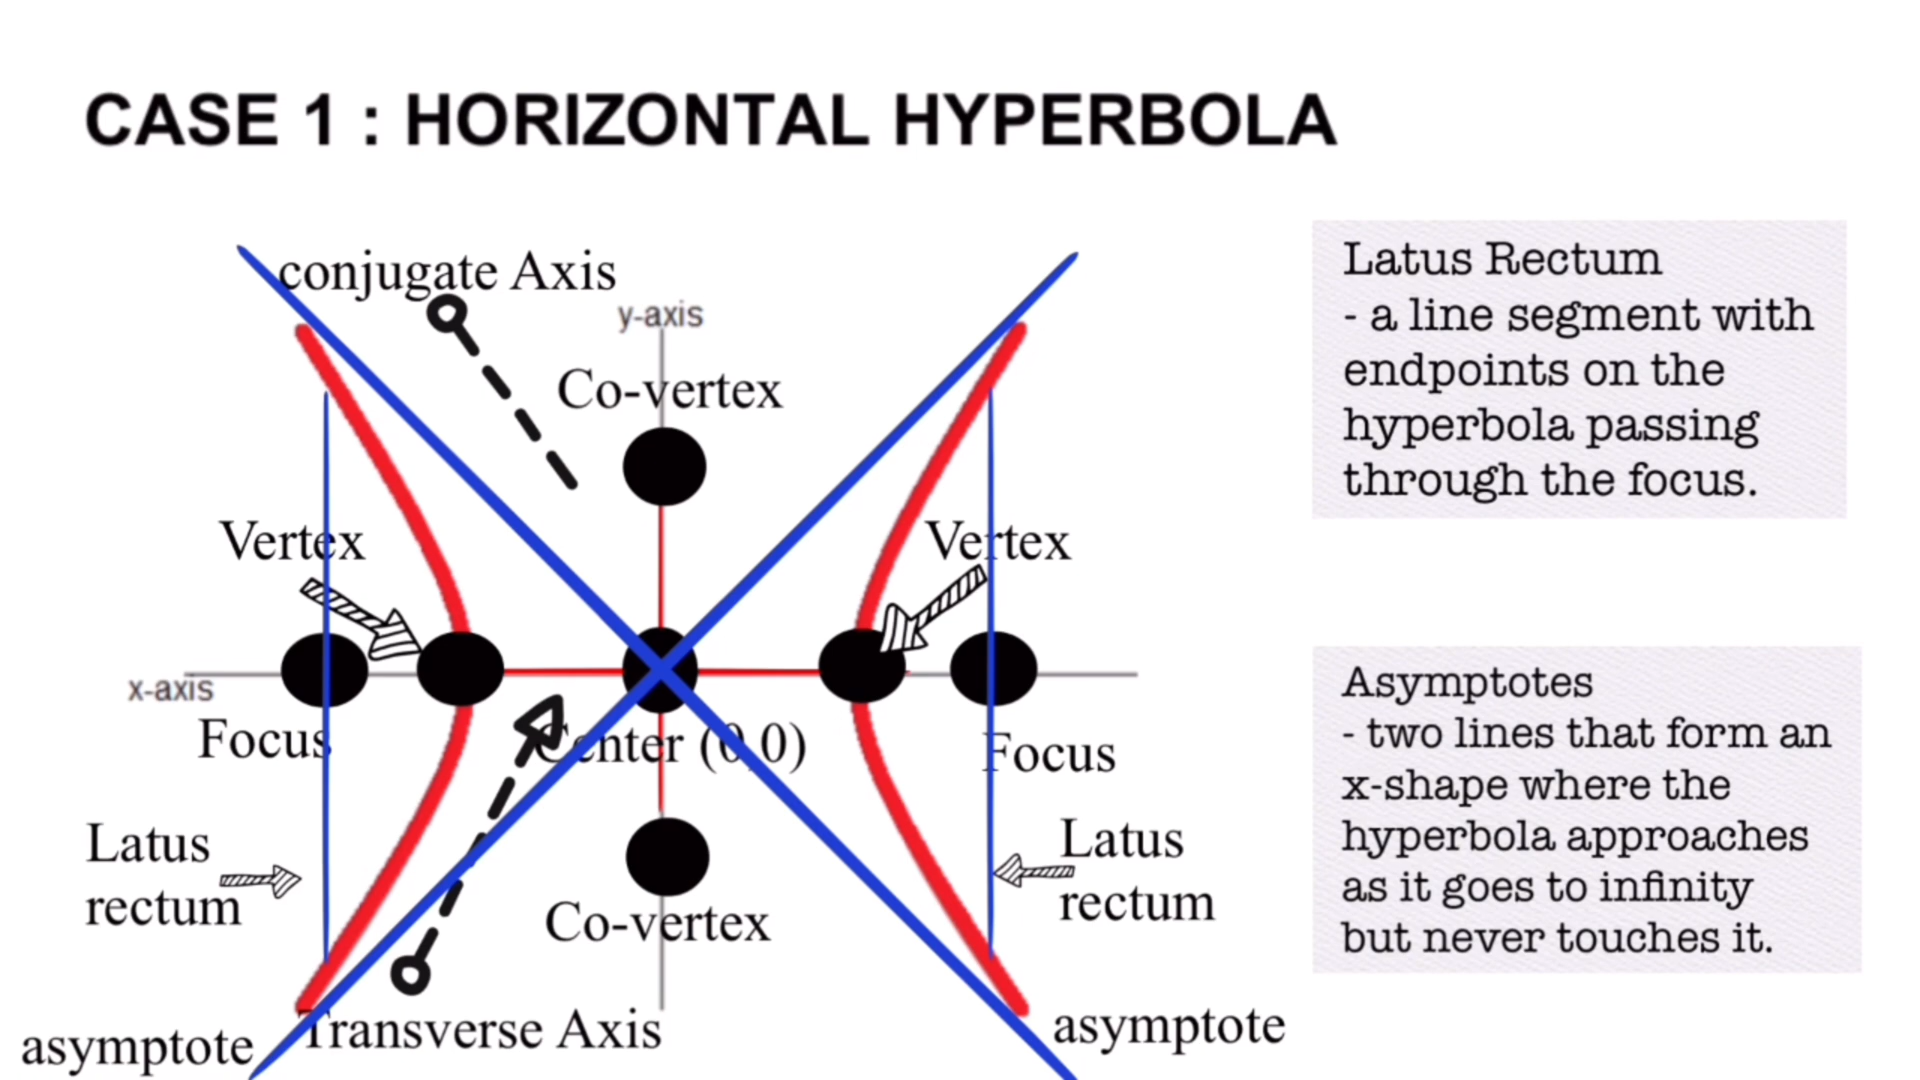 CASE 1 : HORIZONTAL HYPERBOLA
conjugate Axis
y-axis
Co-vertex
Vertex
Vertex
x-axis
Focus
Center (0,0)
Focus
Latus
rectum
Latus
rectum
Co-vertex
Transverse Axis
asymptote
asymptote
Latus Rectum
- a line segment with
endpoints on the
hyperbola passing
through the focus.
Asymptotes
- two lines that form an
x-shape where the
hyperbola approaches
as it goes to infinity
but never touches it.